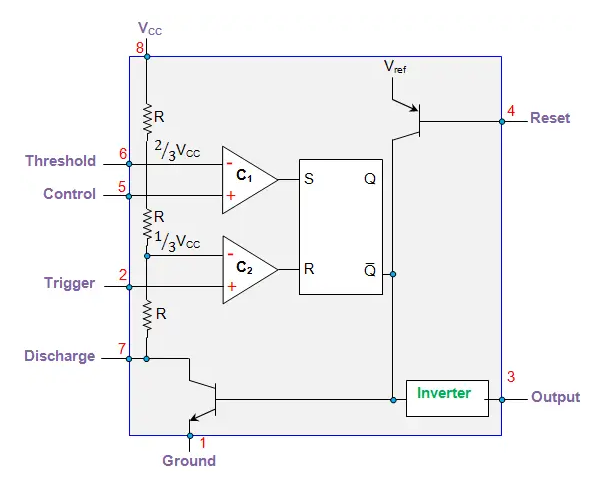 VCC
8
Vref
R
4
Reset
2/3VCC
6
Threshold
-
C1
S
Q
5
Control
+
R
1/3VCC
-
C2
R
Q̅
2
Trigger
+
R
7
Discharge
3
Inverter
Output
1
Ground